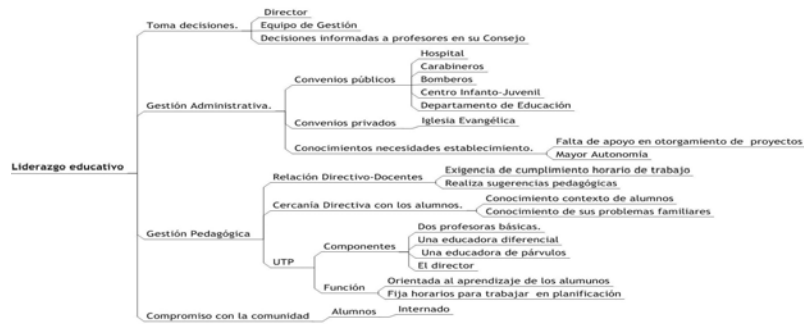 Director
Toma decisiones.
Equipo de Gestión
Decisiones informadas a profesores en su Consejo
Hospital
Carabineros
Convenios públicos
Bomberos
Centro Infanto-Juvenil
Gestión Administrativa.
Departamento de Educación
Convenios privados
Iglesia Evangélica
Falta de apoyo en otorgamiento de proyectos
Conocimientos necesidades establecimiento.
Mayor Autonomía
Liderazgo educativo
Exigencia de cumplimiento horario de trabajo
Relación Directivo-Docentes
Realiza sugerencias pedagógicas
Conocimiento contexto de alumnos
Cercanía Directiva con los alumnos.
Conocimiento de sus problemas familiares
Gestión Pedagógica
Dos profesoras básicas.
Una educadora diferencial
Componentes
Una educadora de párvulos
El director
UTP
Orientada al aprendizaje de los alumunos
Función
Fija horarios para trabajar en planificación
Compromiso con la comunidad
Alumnos
Internado